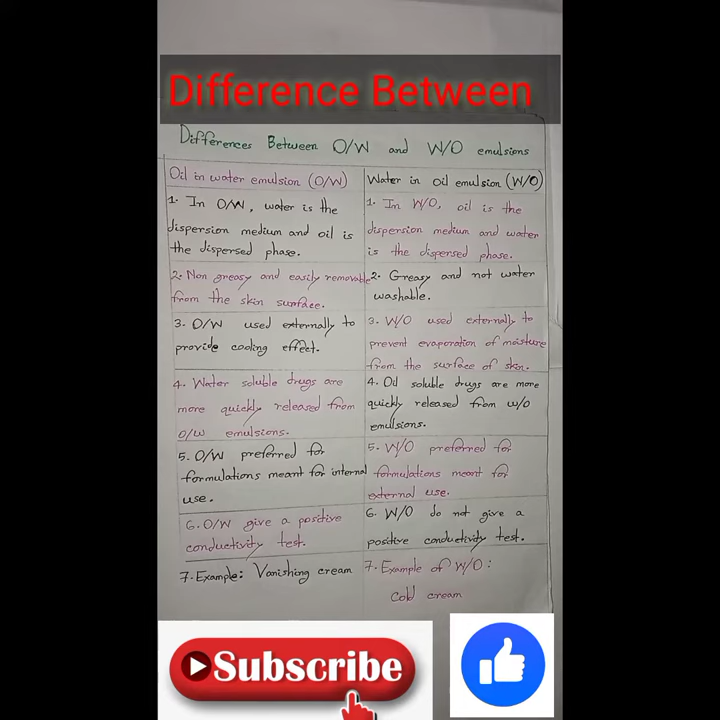 Difference Between
Differences Between O/W and W/O emulsions
Oil in water emulsion (O/W)
1. In O/W, water is the
dispersion medium and oil is
the dispersed phase.
2. Non greasy and easily removable
from the skin surface.
3. O/W used externally to
provide cooling effect.
4. Water soluble drugs are
more quickly released from
O/W emulsions.
5. O/W preferred for
formulations meant for internal
use.
6. O/W give a positive
conductivity test.
7. Example: Vanishing cream
Water in oil emulsion (W/O)
1. In W/O, oil is the
dispersion medium and water
is the dispersed phase.
2. Greasy and not water
washable.
3. W/O used externally to
prevent evaporation of moisture
from the surface of skin.
4. Oil soluble drugs are more
quickly released from w/o
emulsions.
5. W/O preferred for
formulations meant for
external use.
6. W/O do not give a
positive conductivity test.
7. Example of W/O:
Cold cream
Subscribe